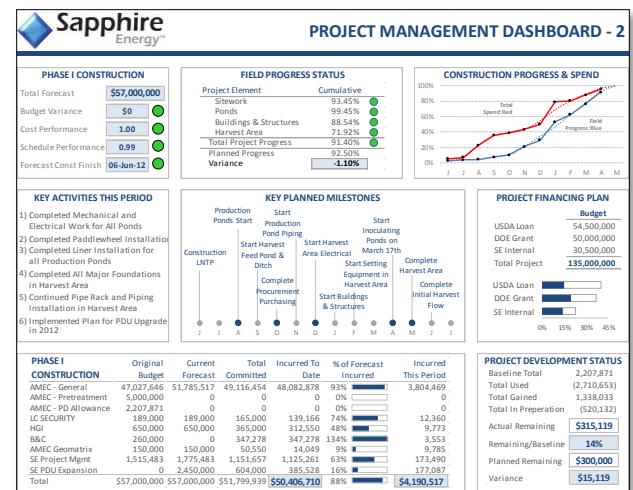 Sapphire
Energy™
PROJECT MANAGEMENT DASHBOARD - 2
PHASE I CONSTRUCTION
Total Forecast $57,000,000
Budget Variance $0
Cost Performance 1.00
Schedule Performance 0.99
Forecast Const Finish 06-Jun-12
FIELD PROGRESS STATUS
Project Element Cumulative
Sitework 93.45%
Ponds 99.45%
Buildings & Structures 88.54%
Harvest Area 71.92%
Total Project Progress 91.40%
Planned Progress 92.50%
Variance -1.10%
CONSTRUCTION PROGRESS & SPEND
100%
80%
60%
40%
20%
0%
Total
Spend:Red
Field
Progress:Blue
J J A S O N D J F M A M
KEY ACTIVITIES THIS PERIOD
1) Completed Mechanical and
Electrical Work for All Ponds
2) Completed Paddlewheel Installation
3) Completed Liner Installation for
all Production Ponds
4) Completed All Major Foundations
in Harvest Area
5) Continued Pipe Rack and Piping
Installation in Harvest Area
6) Implemented Plan for PDU Upgrade
in 2012
KEY PLANNED MILESTONES
Construction
LNTP
Production
Ponds Start
Start Harvest
Feed Pond &
Ditch
Start
Production
Pond Piping
Complete
Procurement
Purchasing
Start Harvest
Area Electrical
Start Buildings
& Structures
Start Setting
Equipment in
Harvest Area
Start
Inoculating
Ponds on
March 17th
Complete
Harvest Area
Complete
Initial Harvest
Flow
J J A S O N D J F M A M J J
PROJECT FINANCING PLAN
Budget
USDA Loan 54,500,000
DOE Grant 50,000,000
SE Internal 30,500,000
Total Project 135,000,000
USDA Loan
DOE Grant
SE Internal
0% 15% 30% 45%
PHASE I
CONSTRUCTION
Original Budget Current Forecast Total Committed Incurred To Date % of Forecast Incurred Incurred This Period
AMEC - General 47,027,646 51,785,517 49,116,454 48,082,878 93% 3,804,469
AMEC - Pretreatment 5,000,000 0 0 0 0% 0
AMEC - PD Allowance 2,207,871 0 0 0 0% 0
LC SECURITY 189,000 189,000 165,000 139,166 74% 12,360
HGI 650,000 650,000 365,000 312,550 48% 9,773
B&C 260,000 0 347,278 347,278 134% 3,553
AMEC Geomatrix 150,000 150,000 50,550 14,049 9% 9,785
SE Project Mgmt 1,515,483 1,775,483 1,151,657 1,125,261 63% 173,490
SE PDU Expansion 0 2,450,000 604,000 385,528 16% 177,087
Total $57,000,000 $57,000,000 $51,799,939 $50,406,710 88% $4,190,517
PROJECT DEVELOPMENT STATUS
Baseline Total 2,207,871
Total Used (2,710,653)
Total Gained 1,338,033
Total In Preperation (520,132)
Actual Remaining $315,119
Remaining/Baseline 14%
Planned Remaining $300,000
Variance $15,119